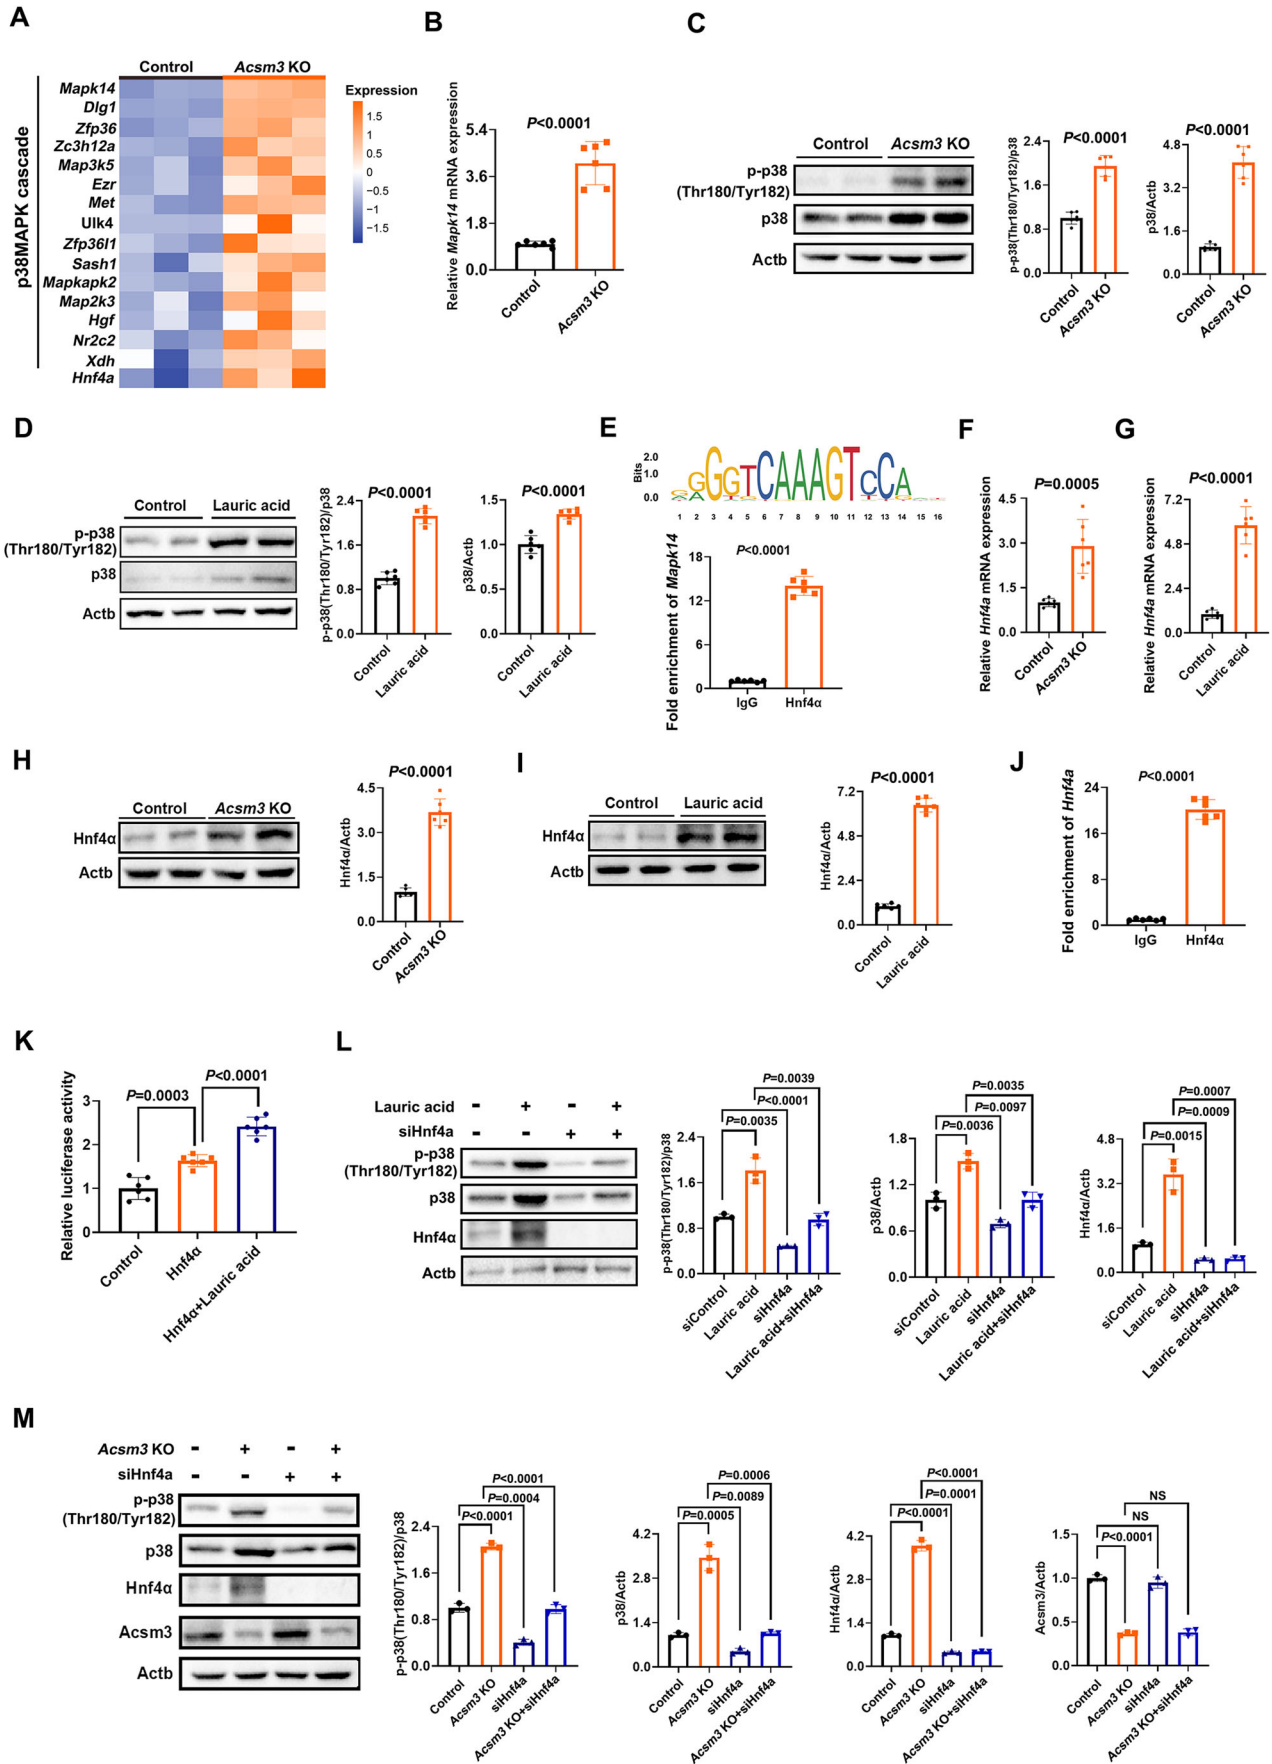 A
Control
Acsm3 KO
p38MAPK cascade
Mapk14
Dlg1
Zfp36
Zc3h12a
Map3k5
Ezr
Met
Ulk4
Zfp36l1
Sash1
Mapkapk2
Map2k3
Hgf
Nr2c2
Xdh
Hnf4a
Expression
1.5
1
0.5
0
−0.5
−1
−1.5
B
P<0.0001
Relative Mapk14 mRNA expression
5.4
3.6
1.8
0.0
Control
Acsm3 KO
C
Control
Acsm3 KO
p-p38
(Thr180/Tyr182)
p38
Actb
P<0.0001
p-p38(Thr180/Tyr182)/p38
2.4
1.8
1.2
0.6
0.0
Control
Acsm3 KO
P<0.0001
p38/Actb
4.8
3.2
1.6
0.0
Control
Acsm3 KO
D
Control
Lauric acid
p-p38
(Thr180/Tyr182)
p38
Actb
P<0.0001
p-p38(Thr180/Tyr182)/p38
2.4
1.6
0.8
0.0
Control
Lauric acid
P<0.0001
p38/Actb
1.5
1.0
0.5
0.0
Control
Lauric acid
E
Bits
2.0
1.0
0.0
GGTCAAAGTCCA
1 2 3 4 5 6 7 8 9 10 11 12 13 14 15 16
P<0.0001
Fold enrichment of Mapk14
18
12
6
0
IgG
Hnf4α
F
P=0.0005
Relative Hnf4a mRNA expression
4.5
3.0
1.5
0.0
Control
Acsm3 KO
G
P<0.0001
Relative Hnf4a mRNA expression
7.2
4.8
2.4
0.0
Control
Lauric acid
H
Control
Acsm3 KO
Hnf4α
Actb
P<0.0001
Hnf4α/Actb
4.5
3.0
1.5
0.0
Control
Acsm3 KO
I
Control
Lauric acid
Hnf4α
Actb
P<0.0001
Hnf4α/Actb
7.2
4.8
2.4
0.0
Control
Lauric acid
J
P<0.0001
Fold enrichment of Hnf4a
24
16
8
0
IgG
Hnf4α
K
P=0.0003
P<0.0001
Relative luciferase activity
3
2
1
0
Control
Hnf4α
Hnf4α+Lauric acid
L
Lauric acid - + - +
siHnf4a - - + +
p-p38
(Thr180/Tyr182)
p38
Hnf4α
Actb
P=0.0039
P<0.0001
P=0.0035
p-p38(Thr180/Tyr182)/p38
2.4
1.6
0.8
0.0
siControl
Lauric acid
siHnf4a
Lauric acid+siHnf4a
P=0.0035
P=0.0097
P=0.0036
p38/Actb
1.8
1.2
0.6
0.0
siControl
Lauric acid
siHnf4a
Lauric acid+siHnf4a
P=0.0007
P=0.0009
P=0.0015
Hnf4α/Actb
4.8
3.2
1.6
0.0
siControl
Lauric acid
siHnf4a
Lauric acid+siHnf4a
M
Acsm3 KO - + - +
siHnf4a - - + +
p-p38
(Thr180/Tyr182)
p38
Hnf4α
Acsm3
Actb
P<0.0001
P=0.0004
P<0.0001
p-p38(Thr180/Tyr182)/p38
2.4
1.6
0.8
0.0
Control
Acsm3 KO
siHnf4a
Acsm3 KO+siHnf4a
P=0.0006
P=0.0089
P=0.0005
p38/Actb
4.2
2.8
1.4
0.0
Control
Acsm3 KO
siHnf4a
Acsm3 KO+siHnf4a
P<0.0001
P=0.0001
P<0.0001
Hnf4α/Actb
4.2
2.8
1.4
0.0
Control
Acsm3 KO
siHnf4a
Acsm3 KO+siHnf4a
NS
NS
P<0.0001
Acsm3/Actb
1.5
1.0
0.5
0.0
Control
Acsm3 KO
siHnf4a
Acsm3 KO+siHnf4a